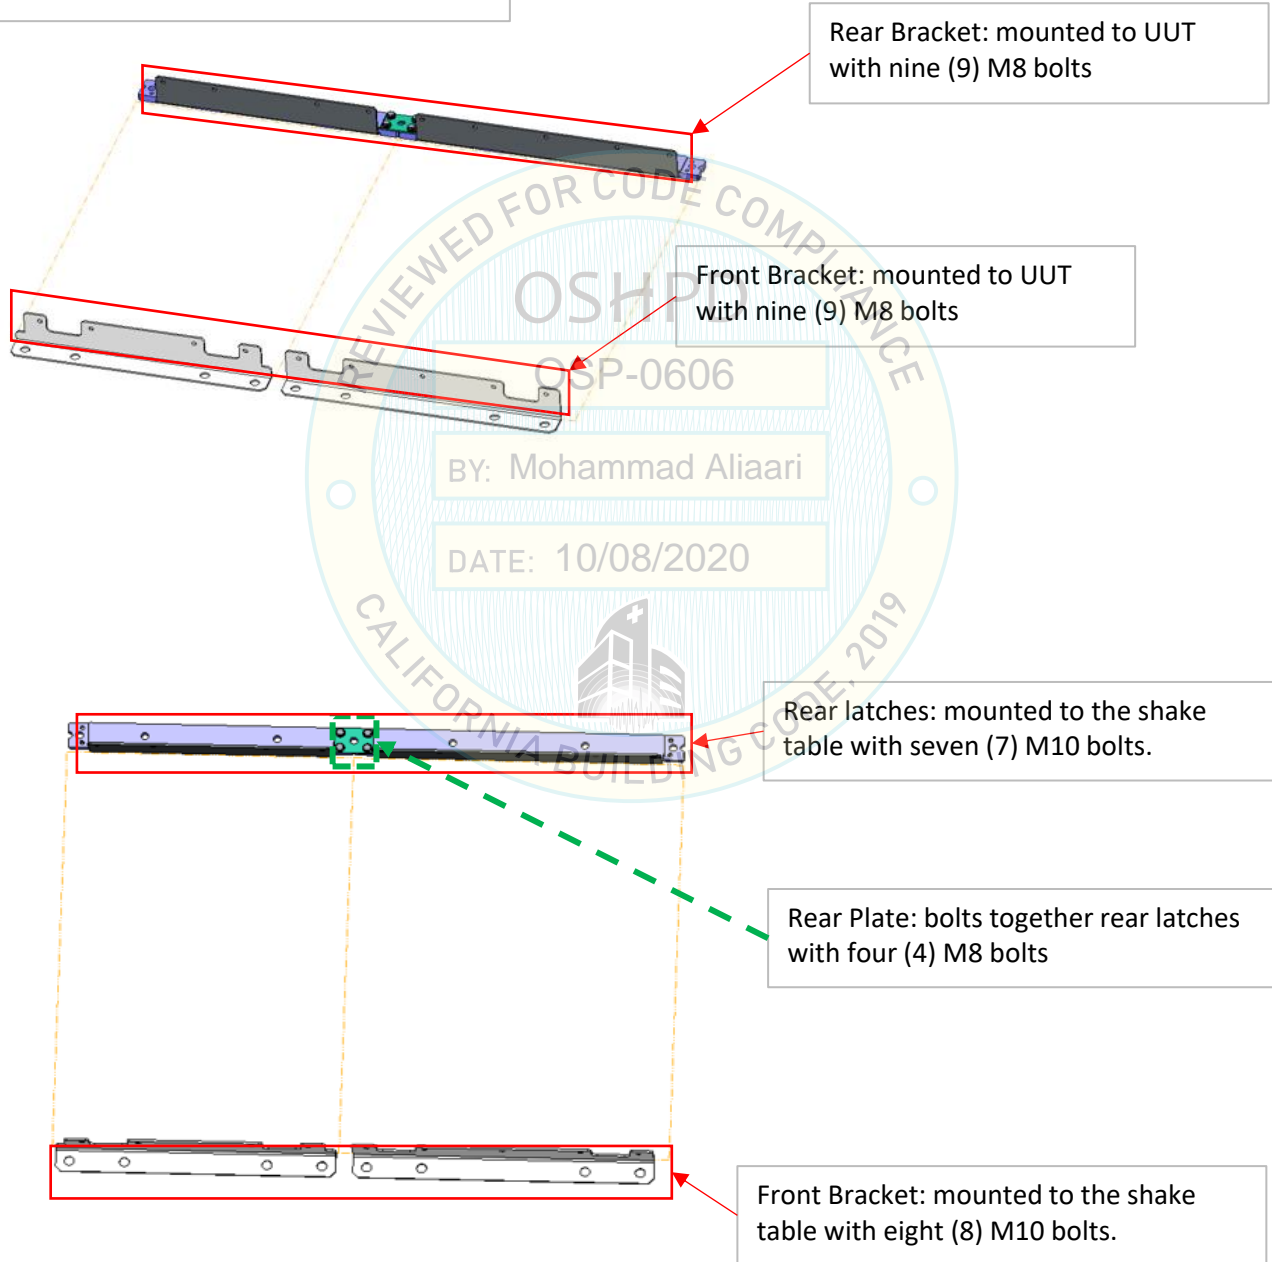 Rear Bracket: mounted to UUT
with nine (9) M8 bolts
Front Bracket: mounted to UUT
with nine (9) M8 bolts
REVIEWED FOR CODE COMPLIANCE
OSHPD
OSP-0606
BY: Mohammad Aliaari
DATE: 10/08/2020
CALIFORNIA BUILDING CODE, 2019
Rear latches: mounted to the shake
table with seven (7) M10 bolts.
Rear Plate: bolts together rear latches
with four (4) M8 bolts
Front Bracket: mounted to the shake
table with eight (8) M10 bolts.